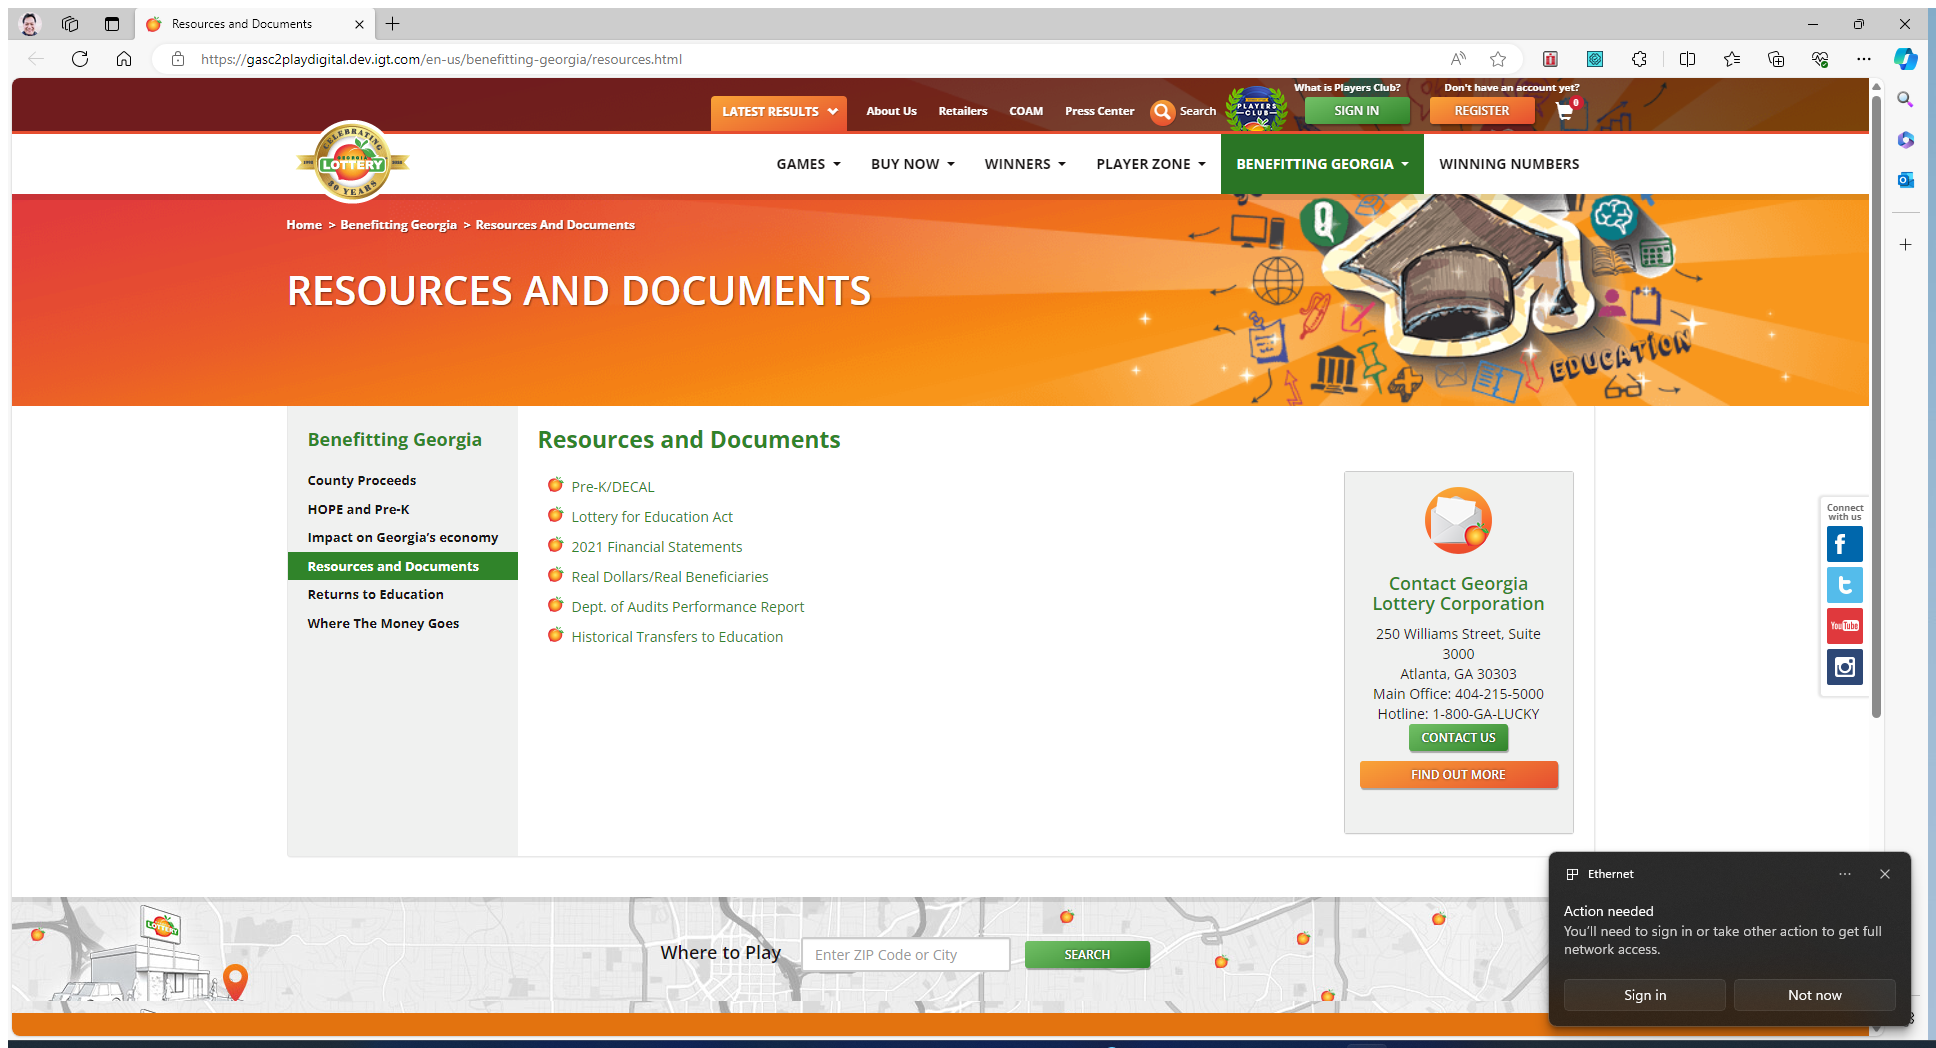 Resources and Documents
https://gasc2playdigital.dev.igt.com/en-us/benefitting-georgia/resources.html
What is Players Club?
Don't have an account yet?
LATEST RESULTS
About Us
Retailers
COAM
Press Center
Search
PLAYERS
CLUB
SIGN IN
REGISTER
0
CELEBRATING
GEORGIA
LOTTERY
30 YEARS
GAMES
BUY NOW
WINNERS
PLAYER ZONE
BENEFITTING GEORGIA
WINNING NUMBERS
Home > Benefitting Georgia > Resources And Documents
RESOURCES AND DOCUMENTS
Q
EDUCATION
Benefitting Georgia
County Proceeds
HOPE and Pre-K
Impact on Georgia’s economy
Resources and Documents
Returns to Education
Where The Money Goes
Resources and Documents
Pre-K/DECAL
Lottery for Education Act
2021 Financial Statements
Real Dollars/Real Beneficiaries
Dept. of Audits Performance Report
Historical Transfers to Education
Contact Georgia
Lottery Corporation
250 Williams Street, Suite
3000
Atlanta, GA 30303
Main Office: 404-215-5000
Hotline: 1-800-GA-LUCKY
CONTACT US
FIND OUT MORE
Connect
with us
You Tube
LOTTERY
Where to Play
Enter ZIP Code or City
SEARCH
Ethernet
Action needed
You’ll need to sign in or take other action to get full
network access.
Sign in
Not now